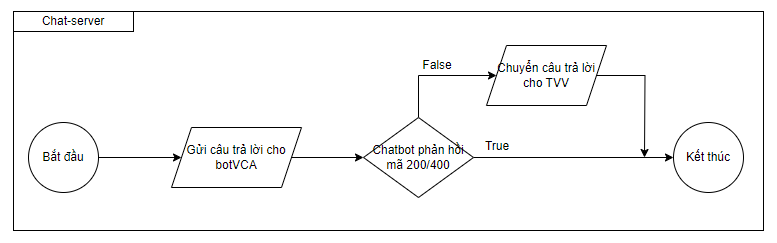 Chat-server
False
Chuyển câu trả lời
cho TVV
Bắt đầu
Gửi câu trả lời cho
botVCA
Chatbot phản hồi
mã 200/400
True
Kết thúc